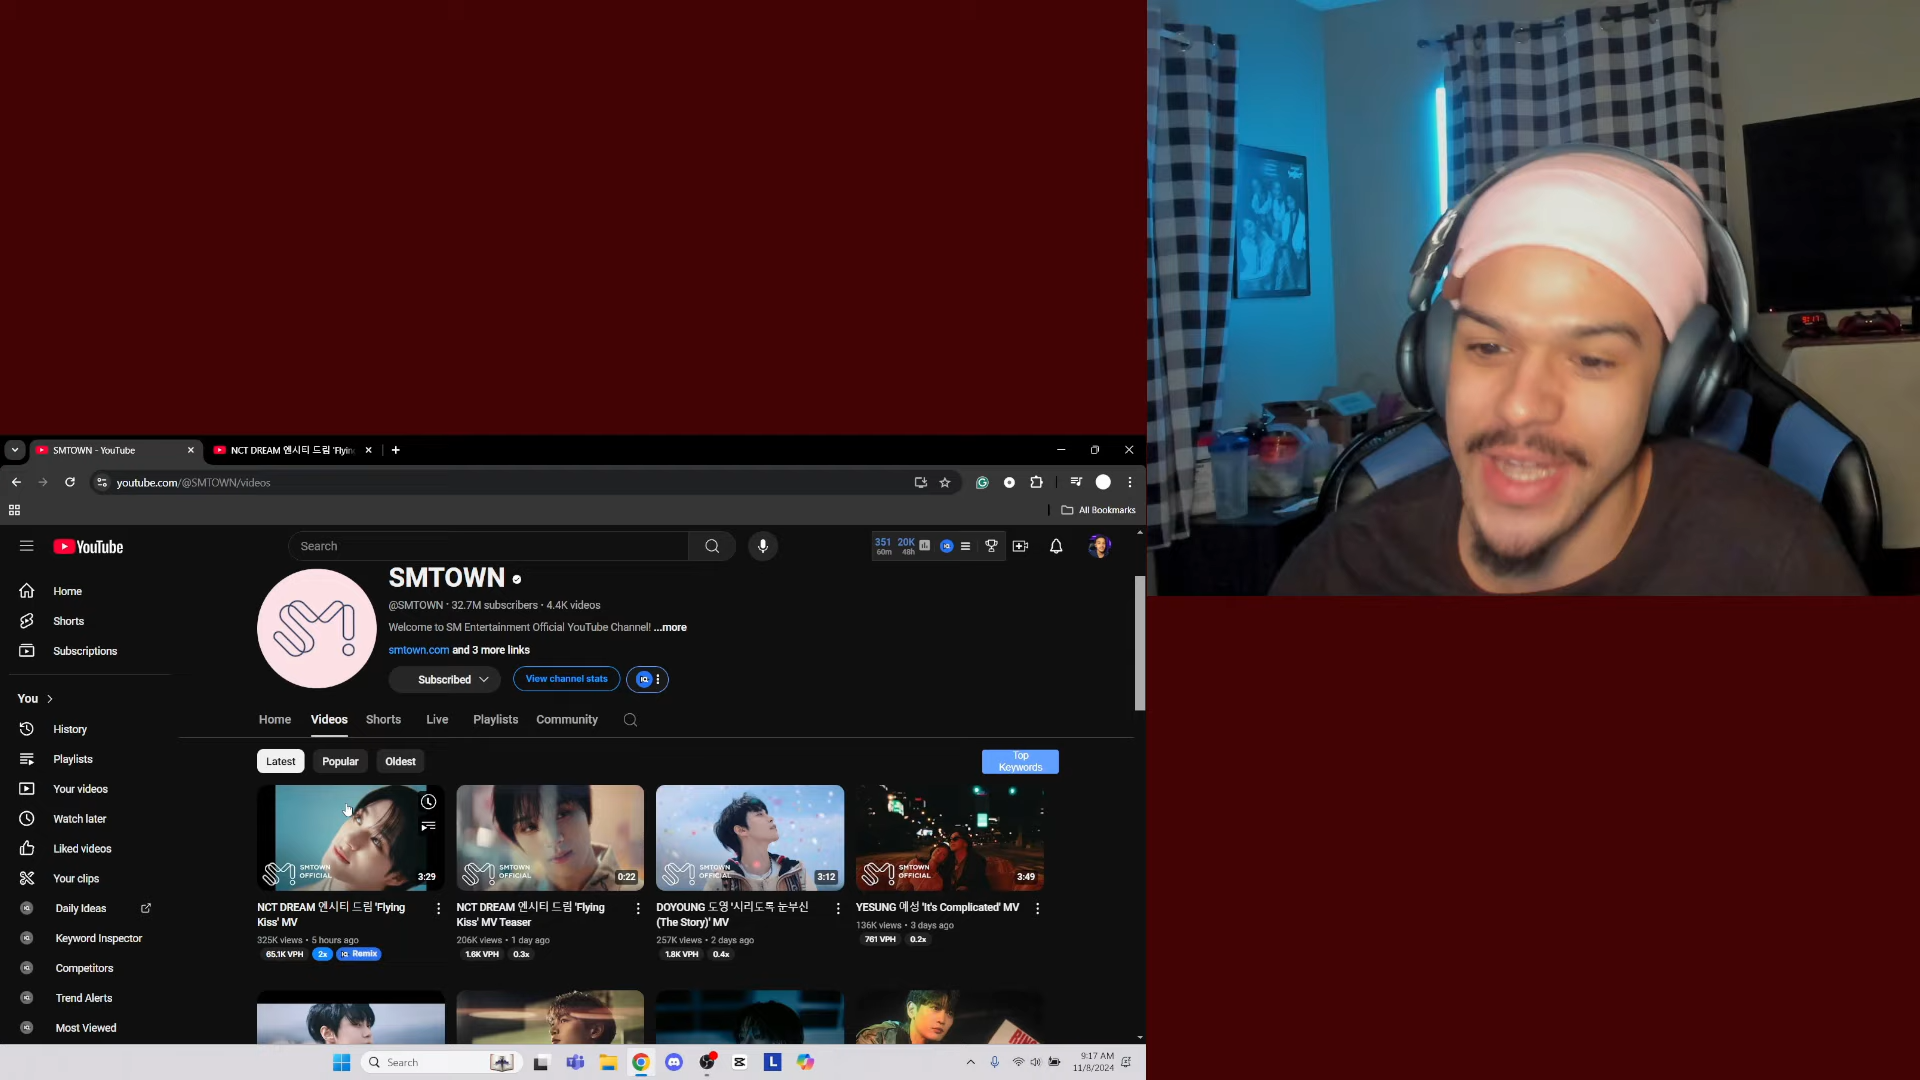 SMTOWN - YouTube
NCT DREAM 엔시티 드림 'Flyin
youtube.com/@SMTOWN/videos
All Bookmarks
YouTube
Search
351 20K
60m 48h
Home
Shorts
Subscriptions
You
History
Playlists
Your videos
Watch later
Liked videos
Your clips
Daily Ideas
Keyword Inspector
Competitors
Trend Alerts
Most Viewed
SMTOWN
@SMTOWN · 32.7M subscribers · 4.4K videos
Welcome to SM Entertainment Official YouTube Channel! ...more
smtown.com and 3 more links
Subscribed
View channel stats
Home Videos Shorts Live Playlists Community
Latest Popular Oldest
Top
Keywords
SMTOWN
OFFICIAL
3:29
NCT DREAM 엔시티 드림 'Flying
Kiss' MV
325K views · 5 hours ago
65.1K VPH 2x Remix
SMTOWN
OFFICIAL
0:22
NCT DREAM 엔시티 드림 'Flying
Kiss' MV Teaser
206K views · 1 day ago
1.6K VPH 0.3x
SMTOWN
OFFICIAL
3:12
DOYOUNG 도영 '시리도록 눈부신
(The Story)' MV
257K views · 2 days ago
1.8K VPH 0.4x
SMTOWN
OFFICIAL
3:49
YESUNG 예성 'It's Complicated' MV
136K views · 3 days ago
761 VPH 0.2x
Search
9:17 AM
11/8/2024